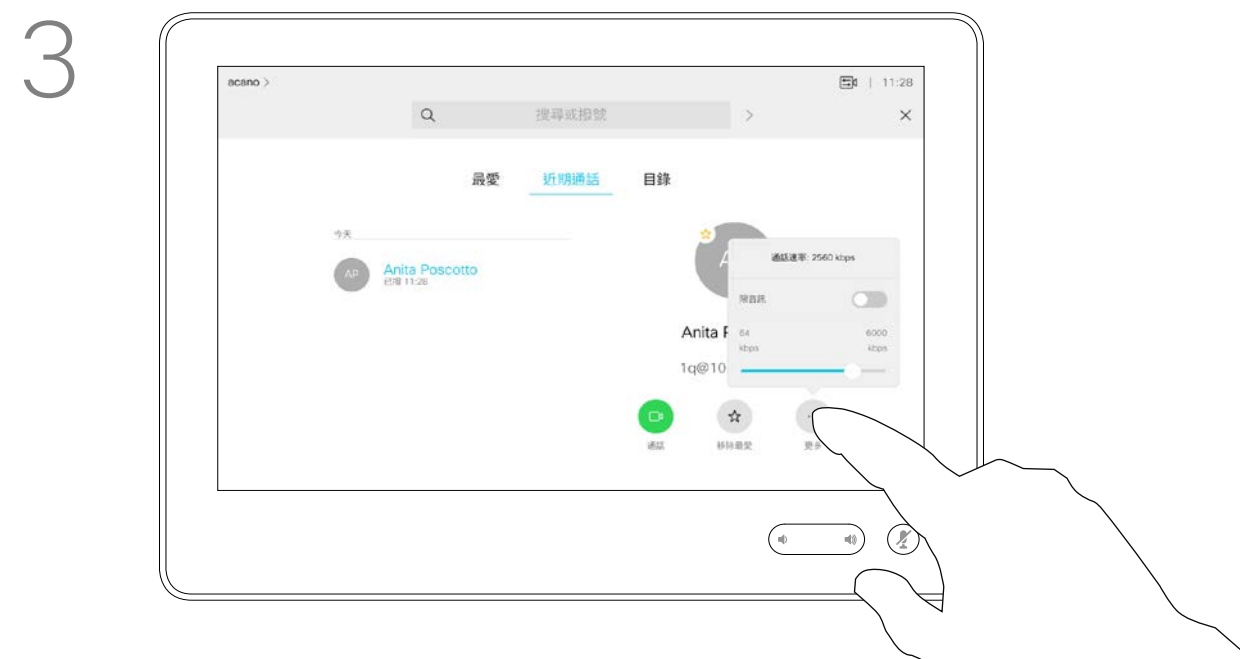 3
acano >
11:28
搜尋或撥號
最愛 近期通話 目錄
今天
AP
Anita Poscotto
已撥 11:28
A
通話速率: 2560 kbps
限音訊
64
kbps
6000
kbps
Anita P
1q@10
通話
移除最愛
更多